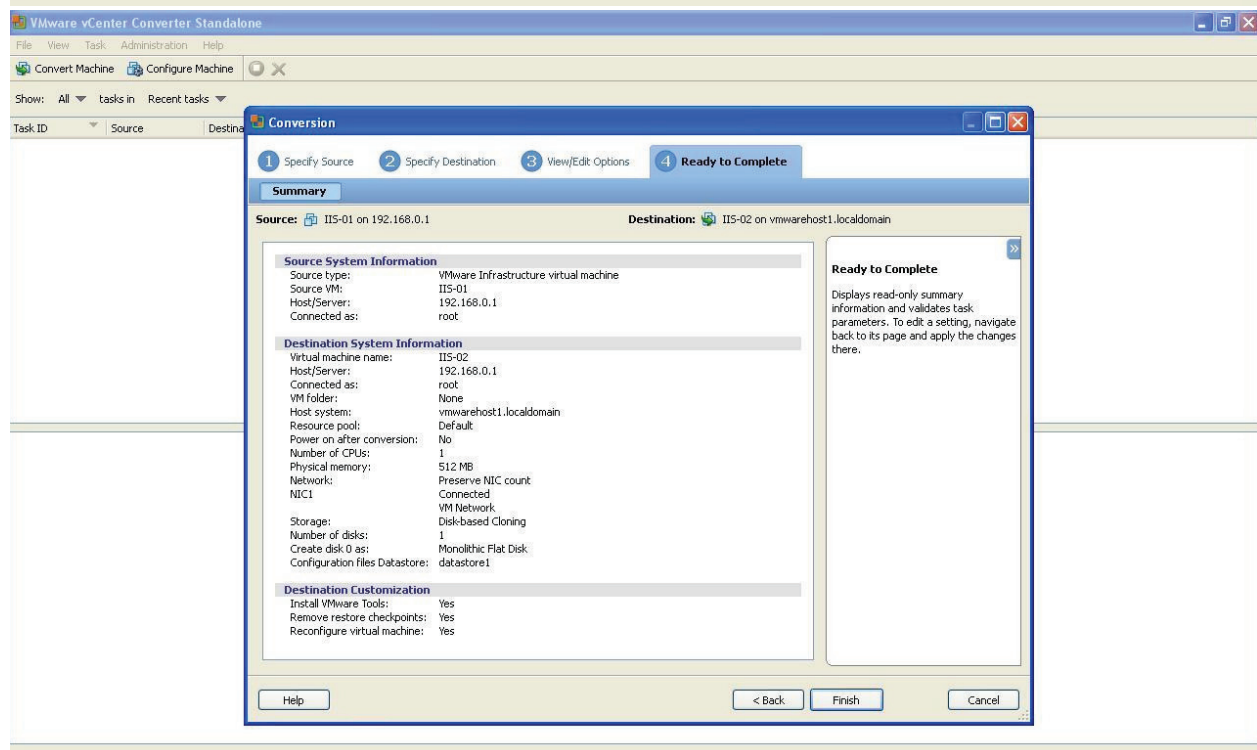 VMware vCenter Converter Standalone
File View Task Administration Help
Convert Machine Configure Machine
Show: All tasks in Recent tasks
Task ID Source Destina
Conversion
1 Specify Source 2 Specify Destination 3 View/Edit Options 4 Ready to Complete
Summary
Source: IIS-01 on 192.168.0.1 Destination: IIS-02 on vmwarehost1.localdomain
Source System Information
Source type: VMware Infrastructure virtual machine
Source VM: IIS-01
Host/Server: 192.168.0.1
Connected as: root
Destination System Information
Virtual machine name: IIS-02
Host/Server: 192.168.0.1
Connected as: root
VM folder: None
Host system: vmwarehost1.localdomain
Resource pool: Default
Power on after conversion: No
Number of CPUs: 1
Physical memory: 512 MB
Network: Preserve NIC count
NIC1 Connected
VM Network
Storage: Disk-based Cloning
Number of disks: 1
Create disk 0 as: Monolithic Flat Disk
Configuration files Datastore: datastore1
Destination Customization
Install VMware Tools: Yes
Remove restore checkpoints: Yes
Reconfigure virtual machine: Yes
»
Ready to Complete
Displays read-only summary
information and validates task
parameters. To edit a setting, navigate
back to its page and apply the changes
there.
Help < Back Finish Cancel